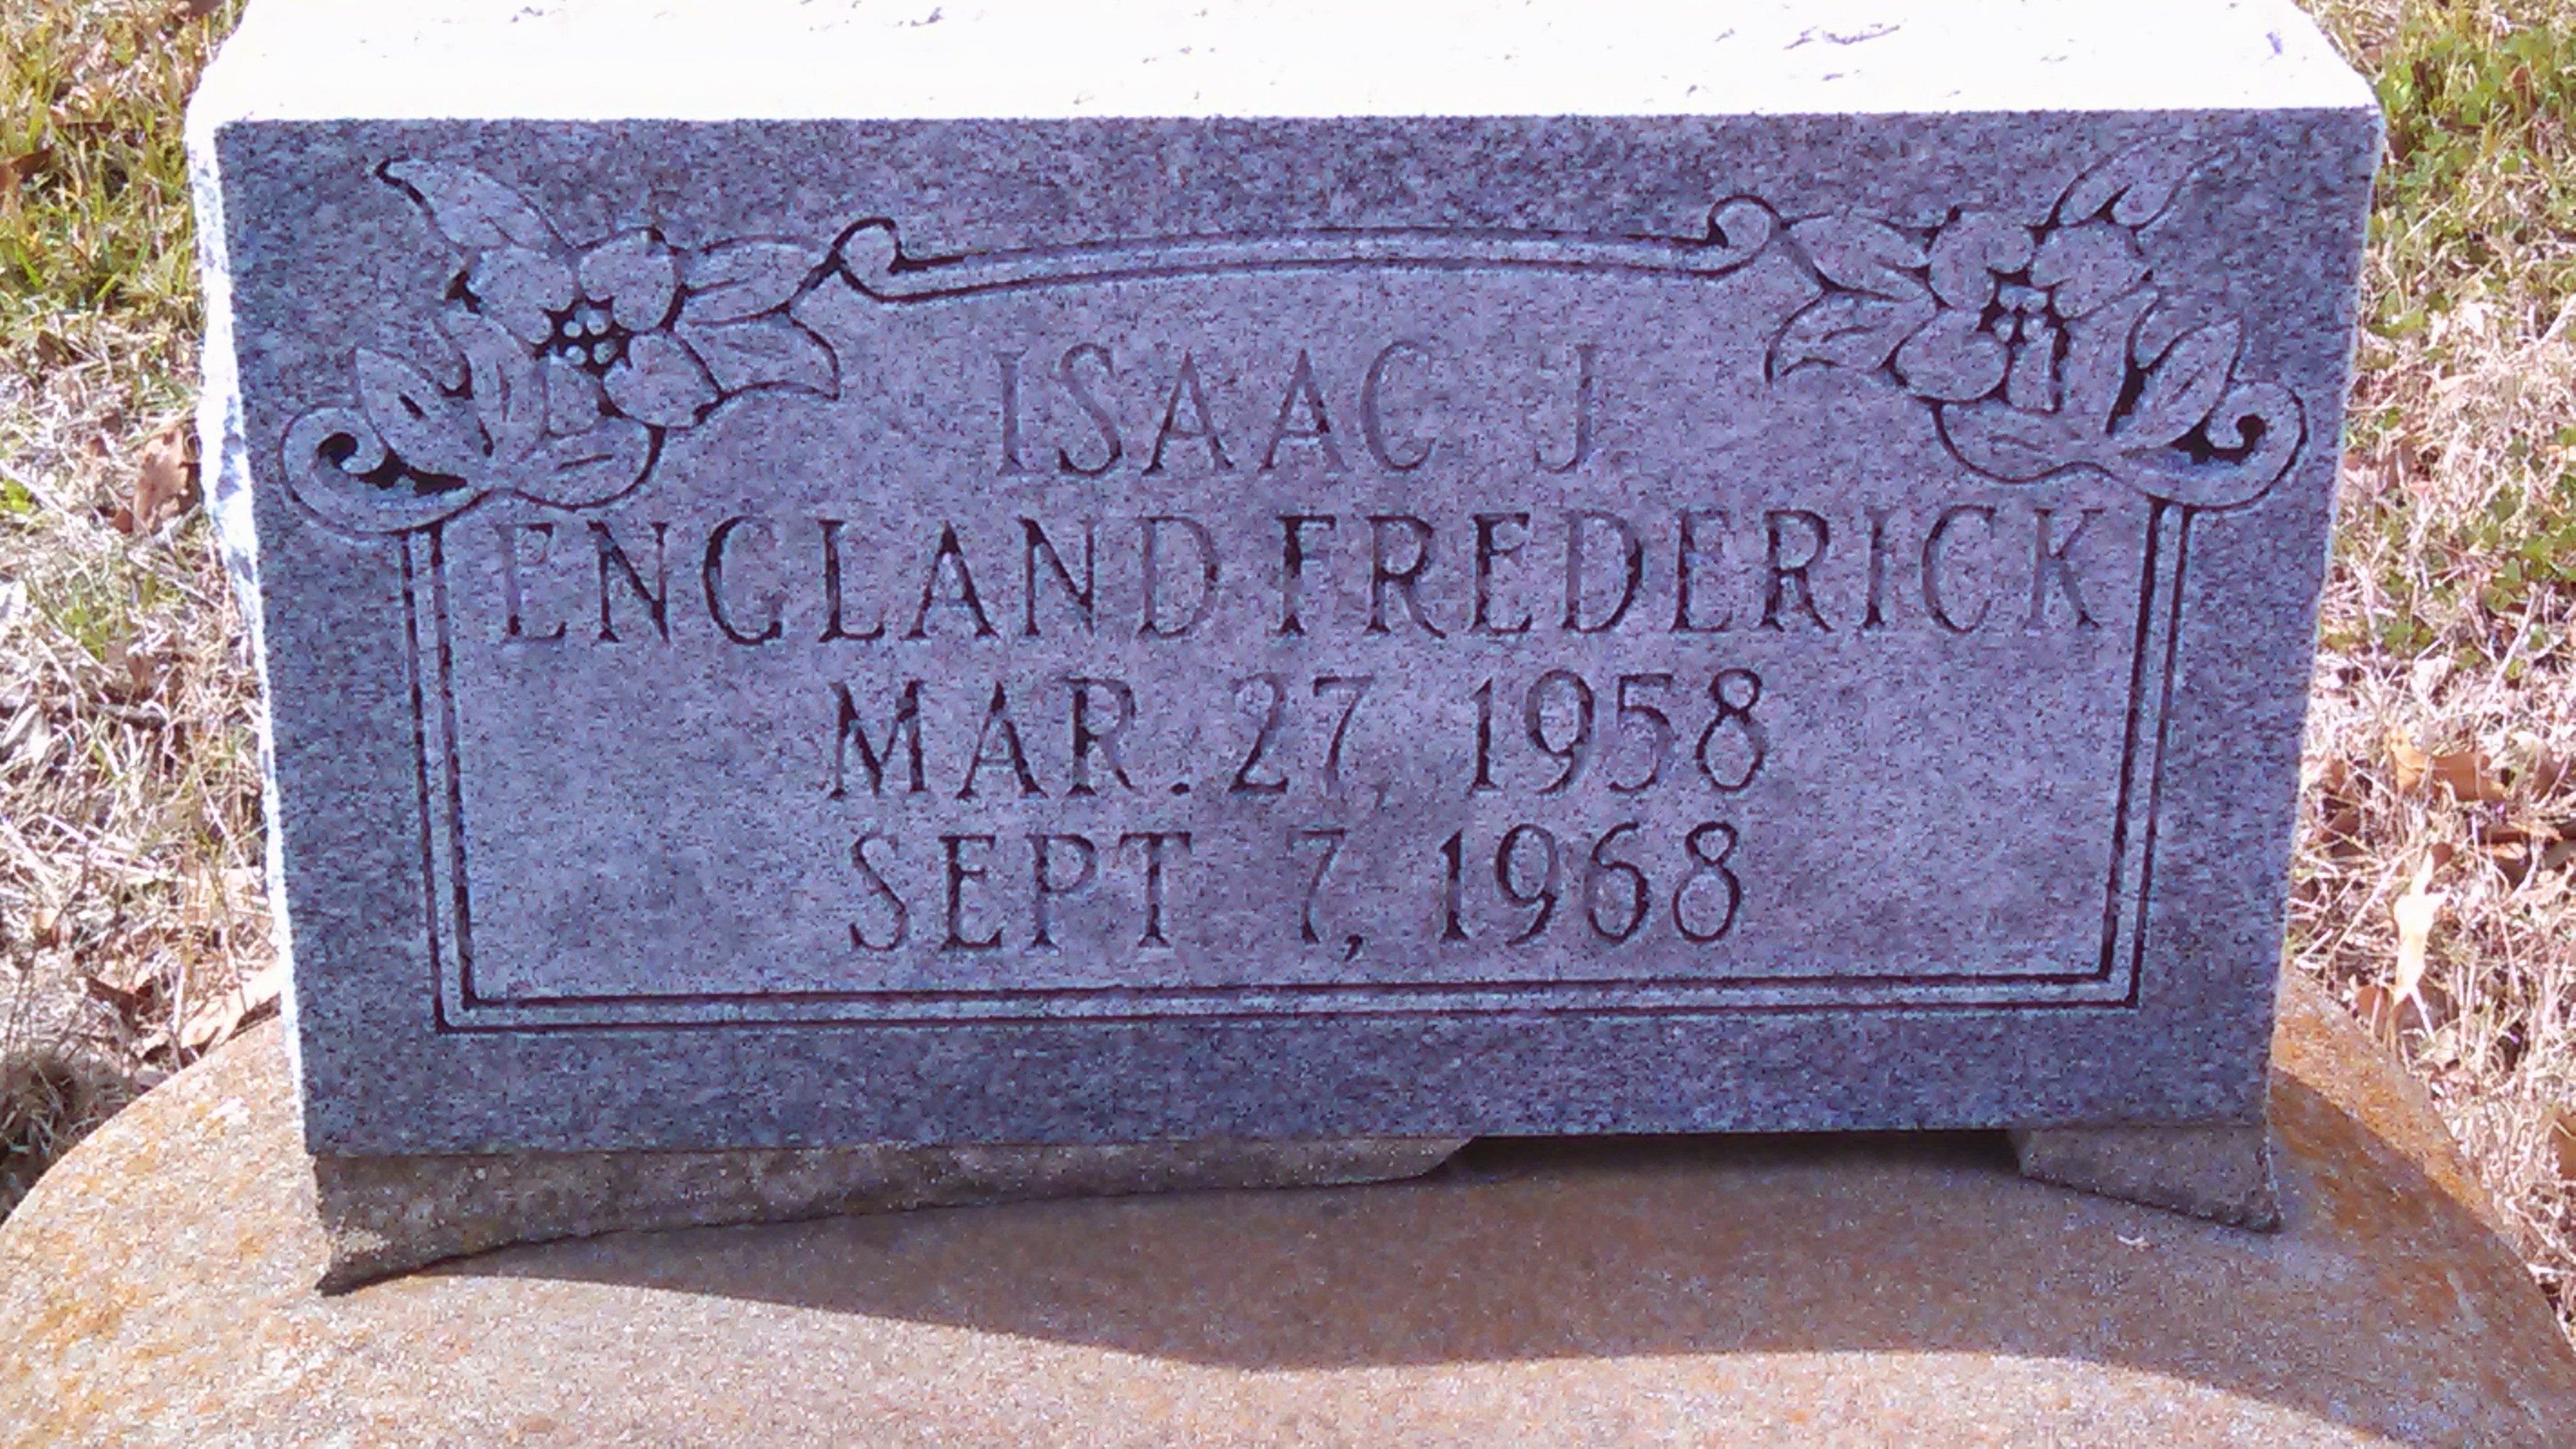 ISAAC J
ENGLAND FREDERICK
MAR. 27, 1958
SEPT 7, 1968